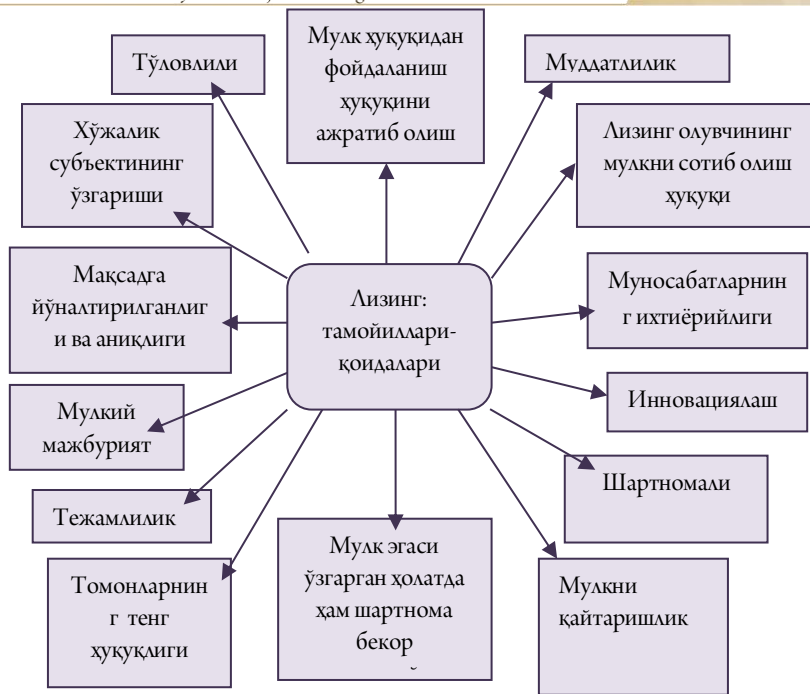 Тўловлили
Мулк ҳуқуқидан
фойдаланиш
ҳуқуқини
ажратиб олиш
Муддатлилик
Хўжалик
субъектининг
ўзгариши
Лизинг олувчининг
мулкни сотиб олиш
ҳуқуқи
Мақсадга
йўналтирилганлиг
и ва аниқлиги
Лизинг:
тамойиллари-
қоидалари
Муносабатларнин
г ихтиёрийлиги
Мулкий
мажбурият
Инновациялаш
Шартномали
Тежамлилик
Томонларнин
г тенг
ҳуқуқлиги
Мулк эгаси
ўзгарган ҳолатда
ҳам шартнома
бекор
Мулкни
қайтаришлик